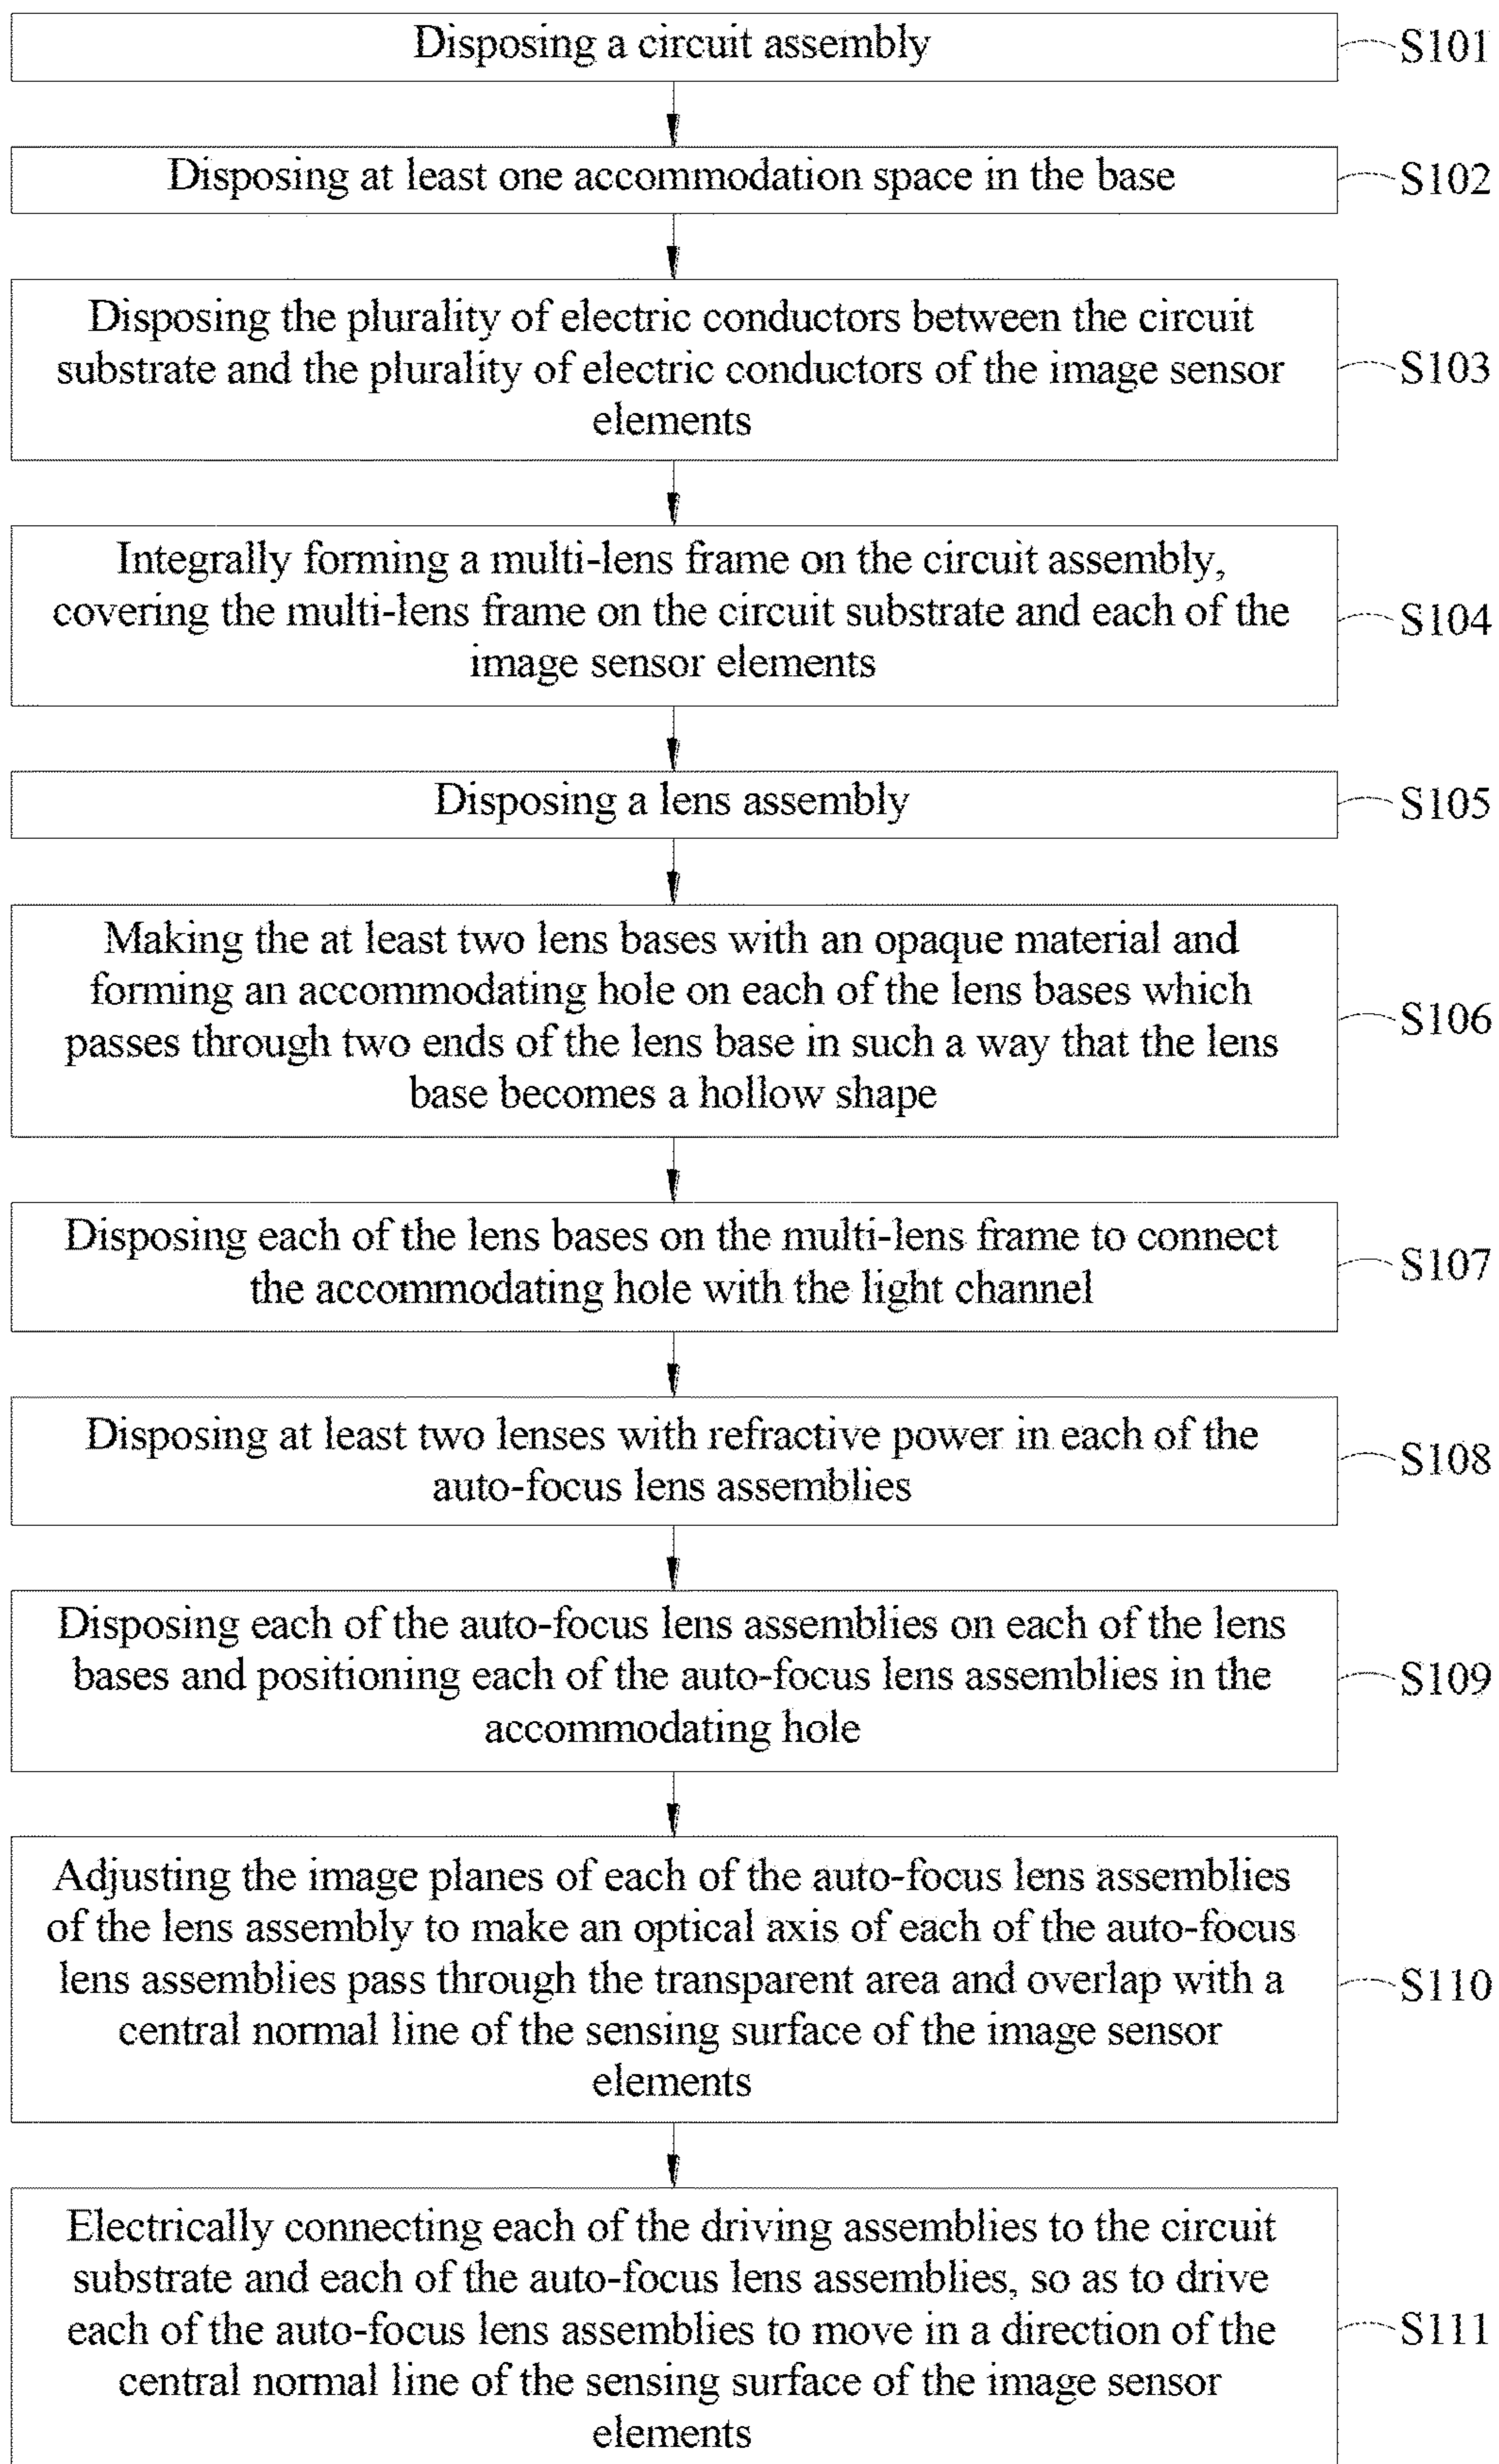 Disposing a circuit assembly
S101
Disposing at least one accommodation space in the base
S102
Disposing the plurality of electric conductors between the circuit
substrate and the plurality of electric conductors of the image sensor
elements
S103
Integrally forming a multi-lens frame on the circuit assembly,
covering the multi-lens frame on the circuit substrate and each of the
image sensor elements
S104
Disposing a lens assembly
S105
Making the at least two lens bases with an opaque material and
forming an accommodating hole on each of the lens bases which
passes through two ends of the lens base in such a way that the lens
base becomes a hollow shape
S106
Disposing each of the lens bases on the multi-lens frame to connect
the accommodating hole with the light channel
S107
Disposing at least two lenses with refractive power in each of the
auto-focus lens assemblies
S108
Disposing each of the auto-focus lens assemblies on each of the lens
bases and positioning each of the auto-focus lens assemblies in the
accommodating hole
S109
Adjusting the image planes of each of the auto-focus lens assemblies
of the lens assembly to make an optical axis of each of the auto-focus
lens assemblies pass through the transparent area and overlap with a
central normal line of the sensing surface of the image sensor
elements
S110
Electrically connecting each of the driving assemblies to the circuit
substrate and each of the auto-focus lens assemblies, so as to drive
each of the auto-focus lens assemblies to move in a direction of the
central normal line of the sensing surface of the image sensor
elements
S111